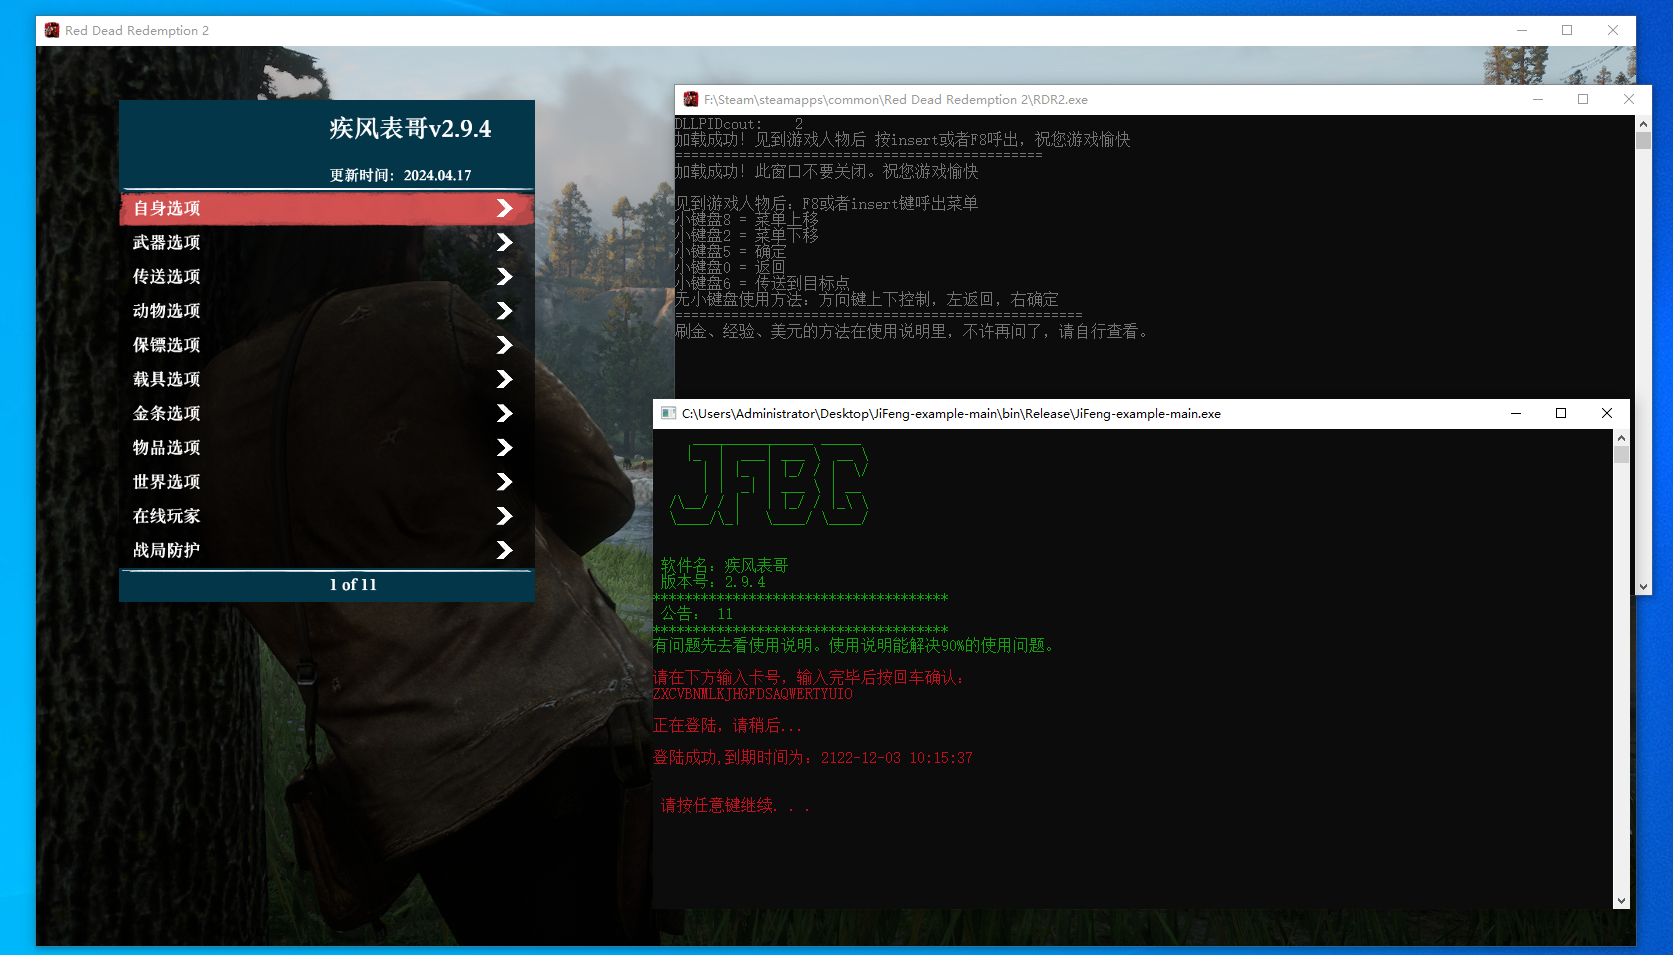 Red Dead Redemption 2
疾风表哥v2.9.4
更新时间：2024.04.17
自身选项
武器选项
传送选项
动物选项
保镖选项
载具选项
金条选项
物品选项
世界选项
在线玩家
战局防护
1 of 11
F:\Steam\steamapps\common\Red Dead Redemption 2\RDR2.exe
DLLPIDcout:    2
加载成功！见到游戏人物后 按insert或者F8呼出，祝您游戏愉快
==============================================
加载成功！此窗口不要关闭。祝您游戏愉快
见到游戏人物后：F8或者insert键呼出菜单
小键盘8 = 菜单上移
小键盘2 = 菜单下移
小键盘5 = 确定
小键盘0 = 返回
小键盘6 = 传送到目标点
无小键盘使用方法：方向键上下控制，左返回，右确定
===================================================
刷金、经验、美元的方法在使用说明里，不许再问了，请自行查看。
C:\Users\Administrator\Desktop\JiFeng-example-main\bin\Release\JiFeng-example-main.exe
JFBG
软件名：疾风表哥
版本号：2.9.4
*************************************
公告： 11
*************************************
有问题先去看使用说明。使用说明能解决90%的使用问题。
请在下方输入卡号，输入完毕后按回车确认：
ZXCVBNMLKJHGFDSAQWERTYUIO
正在登陆，请稍后...
登陆成功,到期时间为：2122-12-03 10:15:37
请按任意键继续. . .